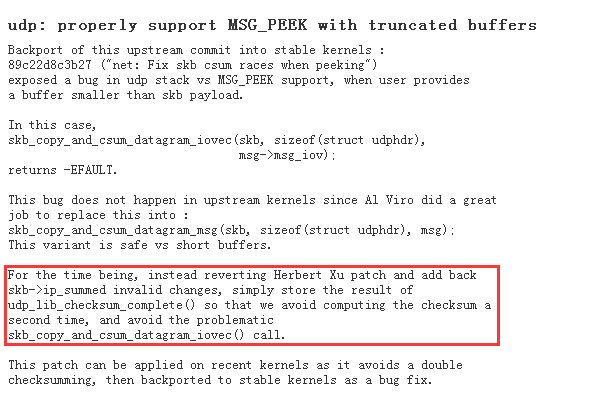 udp: properly support MSG_PEEK with truncated buffers
Backport of this upstream commit into stable kernels :
89c22d8c3b27 ("net: Fix skb csum races when peeking")
exposed a bug in udp stack vs MSG_PEEK support, when user provides
a buffer smaller than skb payload.
In this case,
skb_copy_and_csum_datagram_iovec(skb, sizeof(struct udphdr),
msg->msg_iov);
returns -EFAULT.
This bug does not happen in upstream kernels since Al Viro did a great
job to replace this into :
skb_copy_and_csum_datagram_msg(skb, sizeof(struct udphdr), msg);
This variant is safe vs short buffers.
For the time being, instead reverting Herbert Xu patch and add back
skb->ip_summed invalid changes, simply store the result of
udp_lib_checksum_complete() so that we avoid computing the checksum a
second time, and avoid the problematic
skb_copy_and_csum_datagram_iovec() call.
This patch can be applied on recent kernels as it avoids a double
checksumming, then backported to stable kernels as a bug fix.